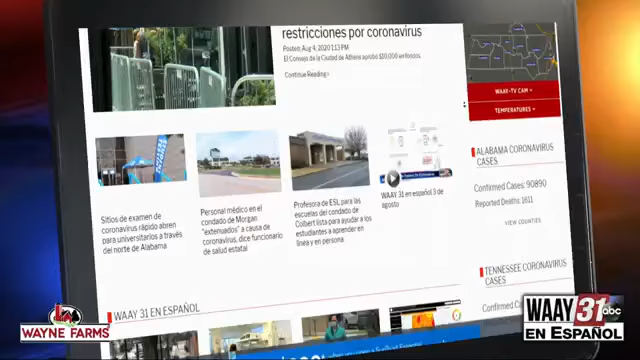 restricciones por coronavirus
Posted: Aug 4, 2020 1:13 PM
El Consejo de la Ciudad de Athens aprobó $10,000 en fondos.
Continue Reading
WAAY-TV CAM
TEMPERATURES
ALABAMA CORONAVIRUS
CASES
Confirmed Cases: 90890
Reported Deaths: 1611
VIEW COUNTIES
Sitios de examen de
coronavirus rápido abren
para universitarios a través
del norte de Alabama
Personal médico en el
condado de Morgan
"extenuados" a causa de
coronavirus, dice funcionario
de salud estatal
Profesora de ESL para las
escuelas del condado de
Colbert lista para ayudar a los
estudiantes a aprender en
línea y en persona
WAAY 31 en español 3 de
agosto
TENNESSEE CORONAVIRUS
CASES
Confirmed Cases:
WAAY 31 EN ESPAÑOL
WAYNE FARMS
WAAY 31 abc
EN ESPAÑOL